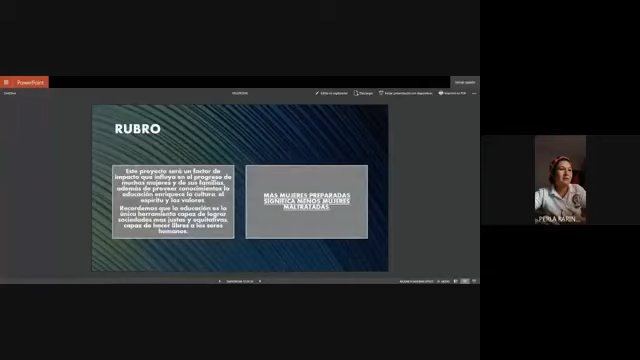 PowerPoint
RUBRO
Este proyecto será un factor de
impacto que influya en el progreso de
muchas mujeres y de sus familias,
además de proveer conocimientos la
educación enriquece la cultura, el
espíritu y los valores.
Recordemos que la educación es la
única herramienta capaz de lograr
sociedades mas justas y equitativas,
capaz de hacer libres a los seres
humanos.
MAS MUJERES PREPARADAS
SIGNIFICA MENOS MUJERES
MALTRATADAS.
PERLA KARIN...